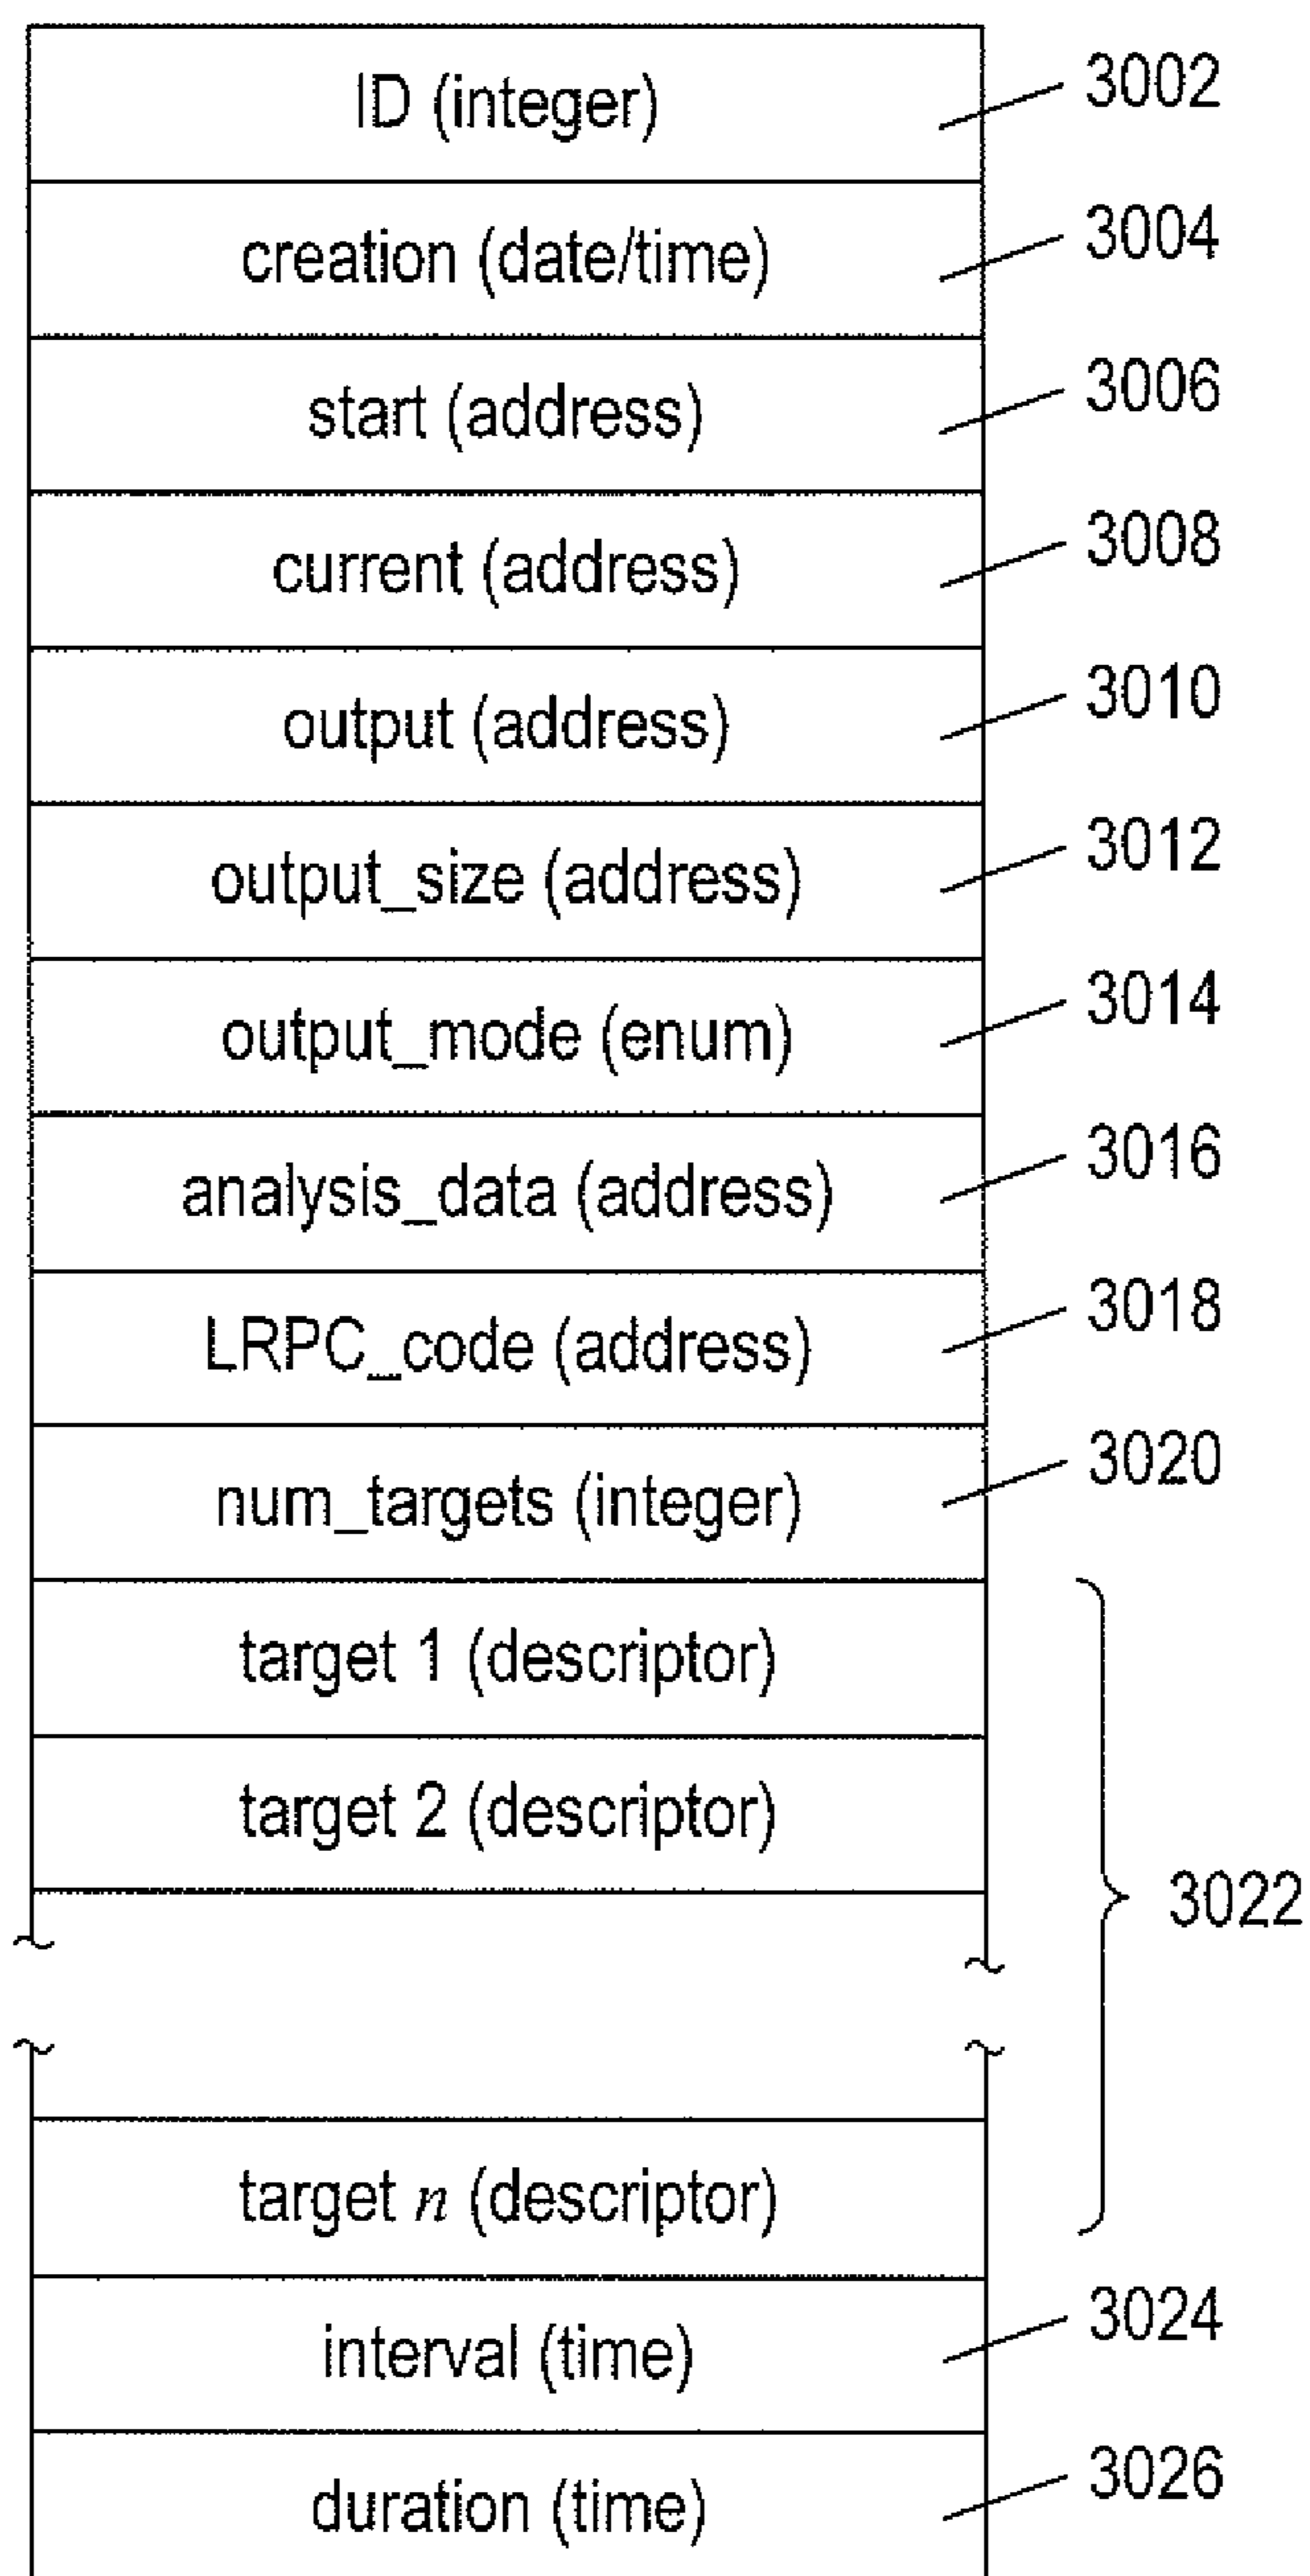 ID (integer) 3002
creation (date/time) 3004
start (address) 3006
current (address) 3008
output (address) 3010
output_size (address) 3012
output_mode (enum) 3014
analysis_data (address) 3016
LRPC_code (address) 3018
num_targets (integer) 3020
target 1 (descriptor)
target 2 (descriptor)
3022
target n (descriptor)
interval (time) 3024
duration (time) 3026